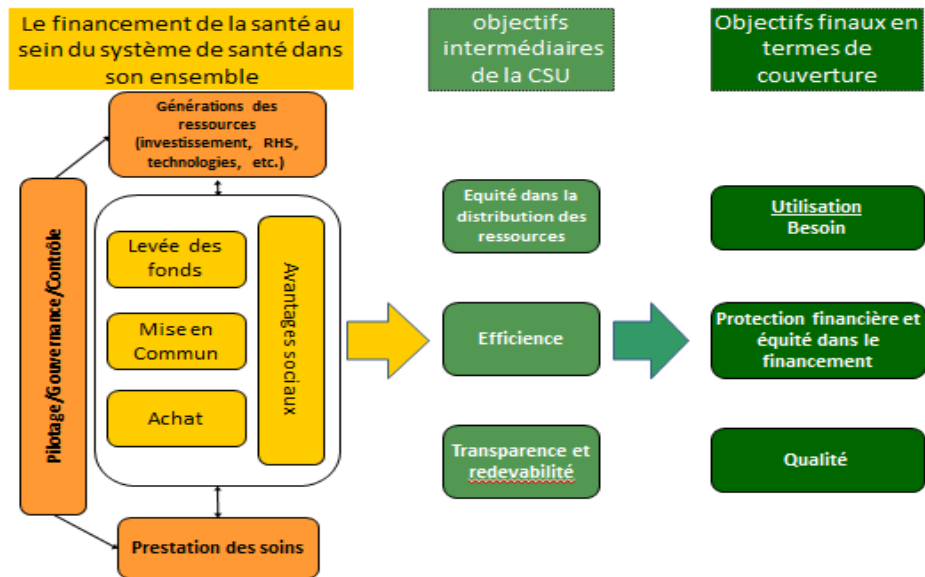 Le financement de la santé au
sein du système de santé dans
son ensemble
objectifs
intermédiaires
de la CSU
Objectifs finaux en
termes de
couverture
Générations des
ressources
(investissement, RHS,
technologies, etc.)
Pilotage/Gouvernance/Contrôle
Levée des
fonds
Mise en
Commun
Achat
Avantages sociaux
Prestation des soins
Equité dans la
distribution des
ressources
Efficience
Transparence et
redevabilité
Utilisation
Besoin
Protection financière et
équité dans le
financement
Qualité